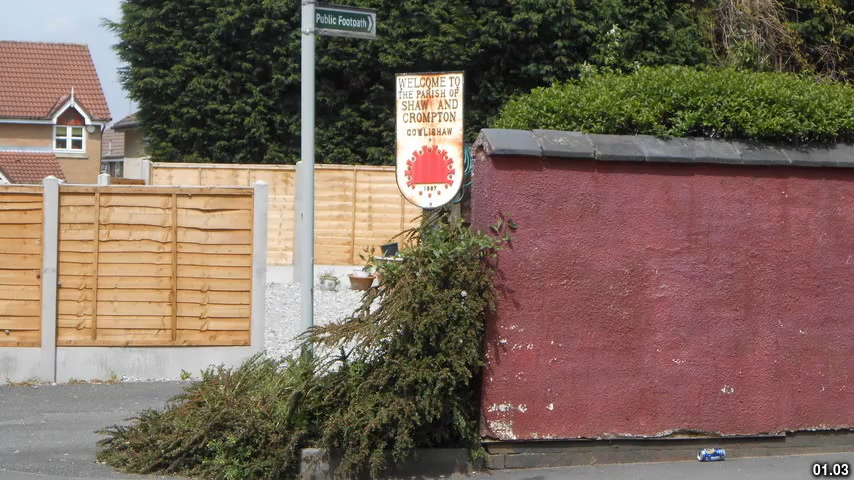 Public Footpath
WELCOME TO
THE PARISH OF
SHAW AND
CROMPTON
COWLISHAW
1987
01.03